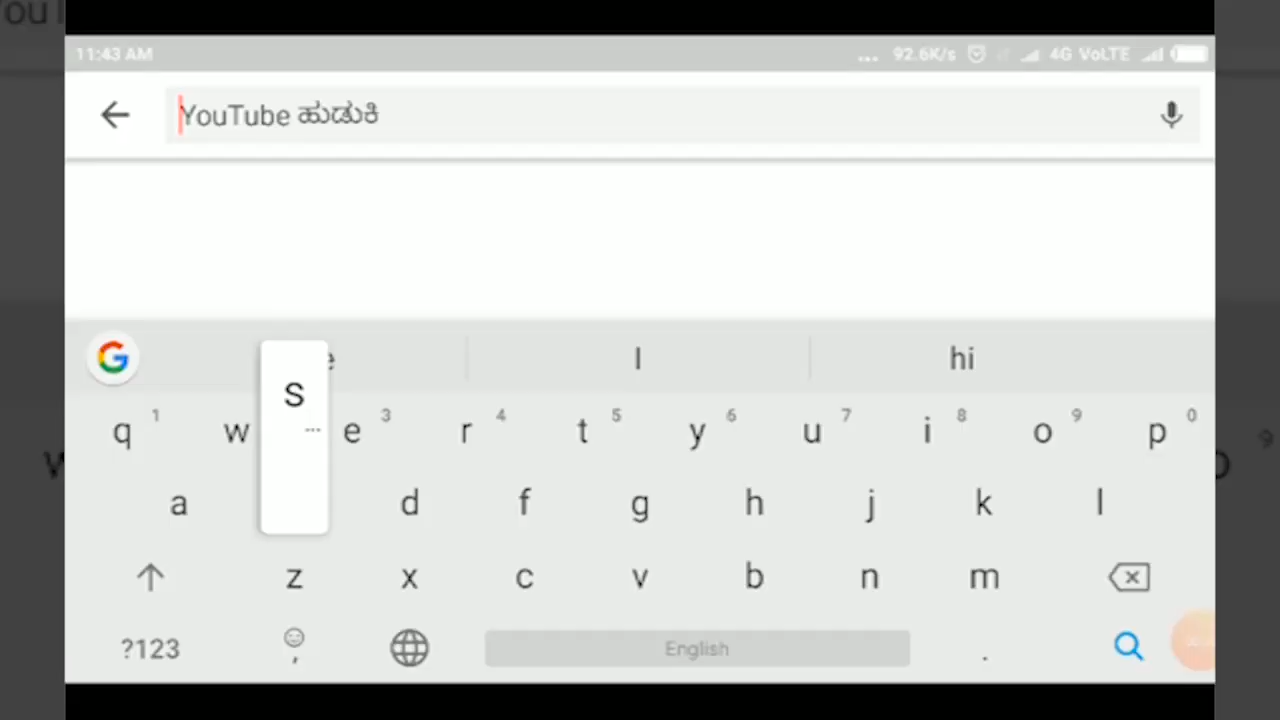 11:43 AM ... 92.6K/s 4G VoLTE
YouTube ಹುಡುಕಿ
I hi
q 1 w e 3 r 4 t 5 y 6 u 7 i 8 o 9 p 0
S
a d f g h j k l
z x c v b n m
?123 , English .